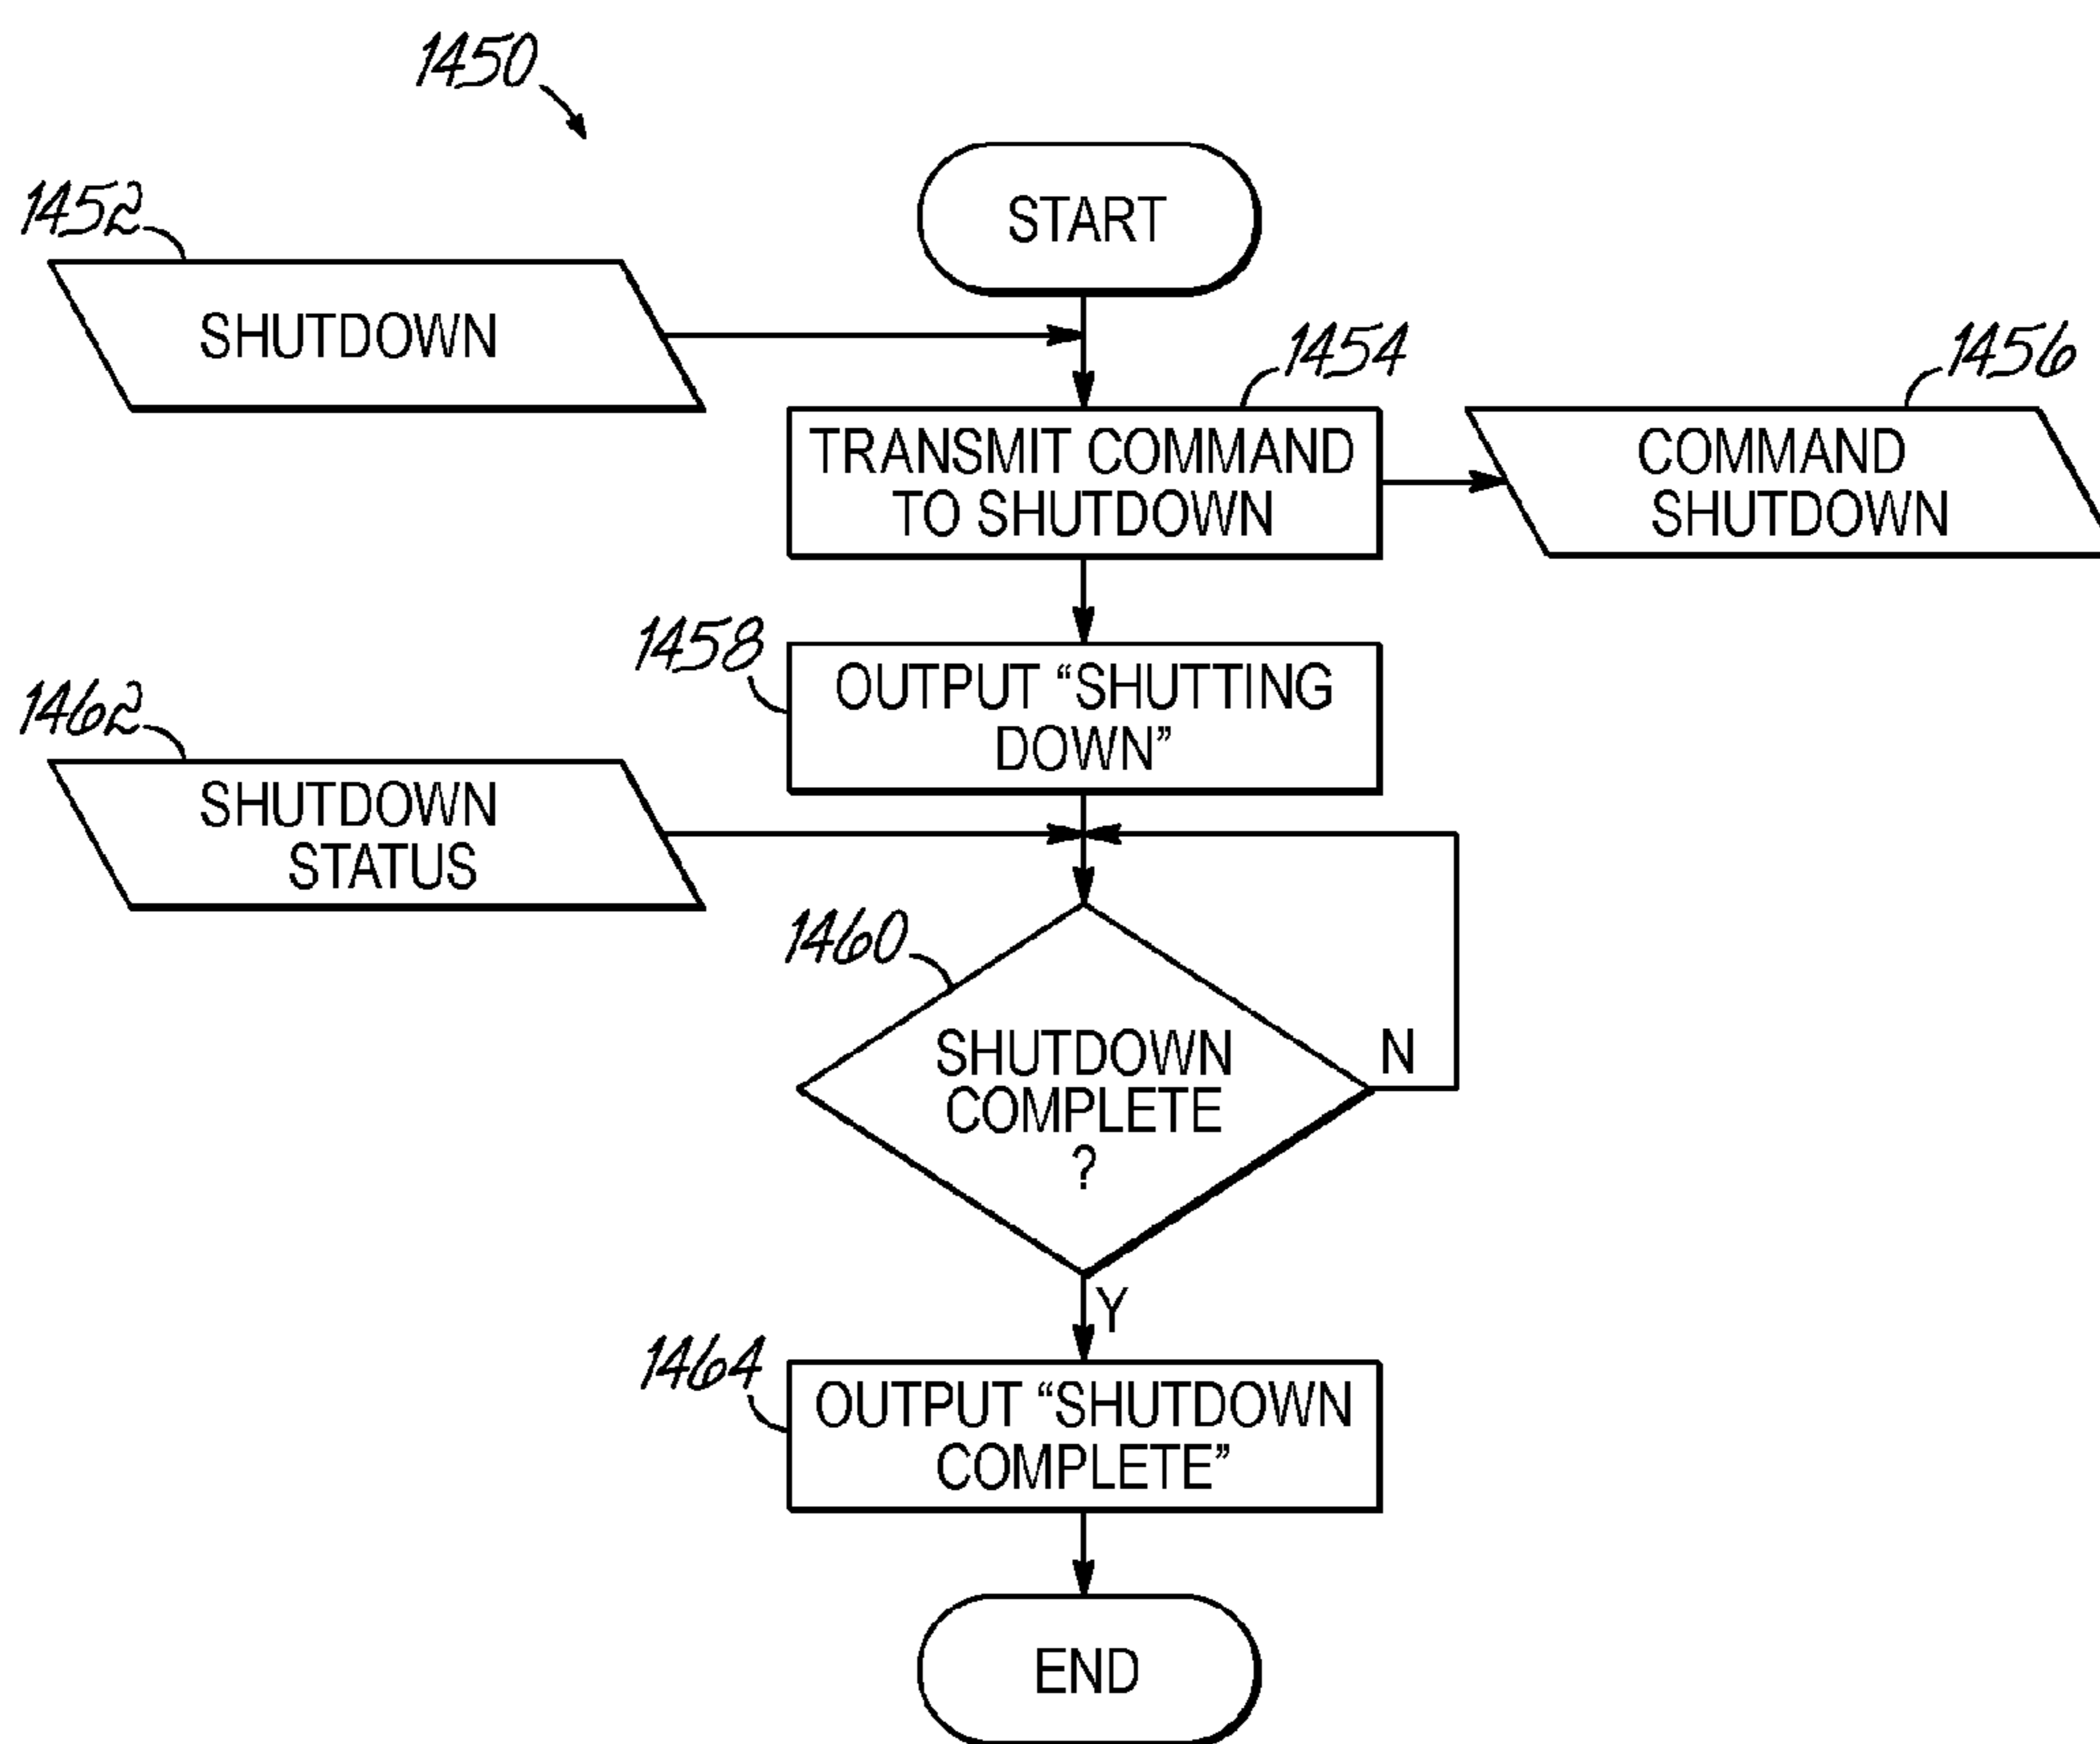 1450
START
1452
SHUTDOWN
1454
TRANSMIT COMMAND
TO SHUTDOWN
1456
COMMAND
SHUTDOWN
1458
OUTPUT “SHUTTING
DOWN”
1462
SHUTDOWN
STATUS
1460
SHUTDOWN
COMPLETE
?
N
Y
1464
OUTPUT “SHUTDOWN
COMPLETE”
END